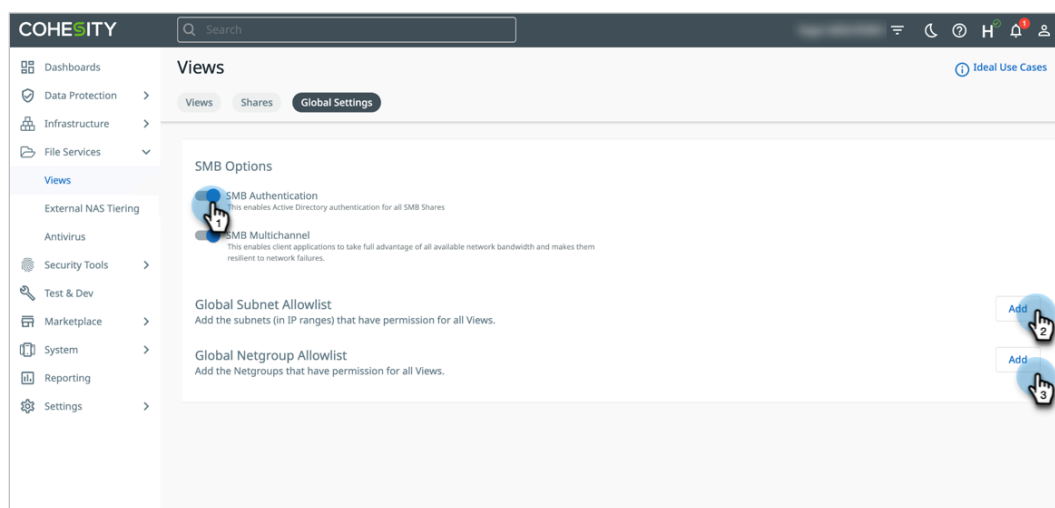 COHESITY
Search
H
1
Dashboards
Data Protection
Infrastructure
File Services
Views
External NAS Tiering
Antivirus
Security Tools
Test & Dev
Marketplace
System
Reporting
Settings
Views
Ideal Use Cases
Views
Shares
Global Settings
SMB Options
SMB Authentication
This enables Active Directory authentication for all SMB Shares
1
SMB Multichannel
This enables client applications to take full advantage of all available network bandwidth and makes them
resilient to network failures.
Global Subnet Allowlist
Add the subnets (in IP ranges) that have permission for all Views.
Add
2
Global Netgroup Allowlist
Add the Netgroups that have permission for all Views.
Add
3